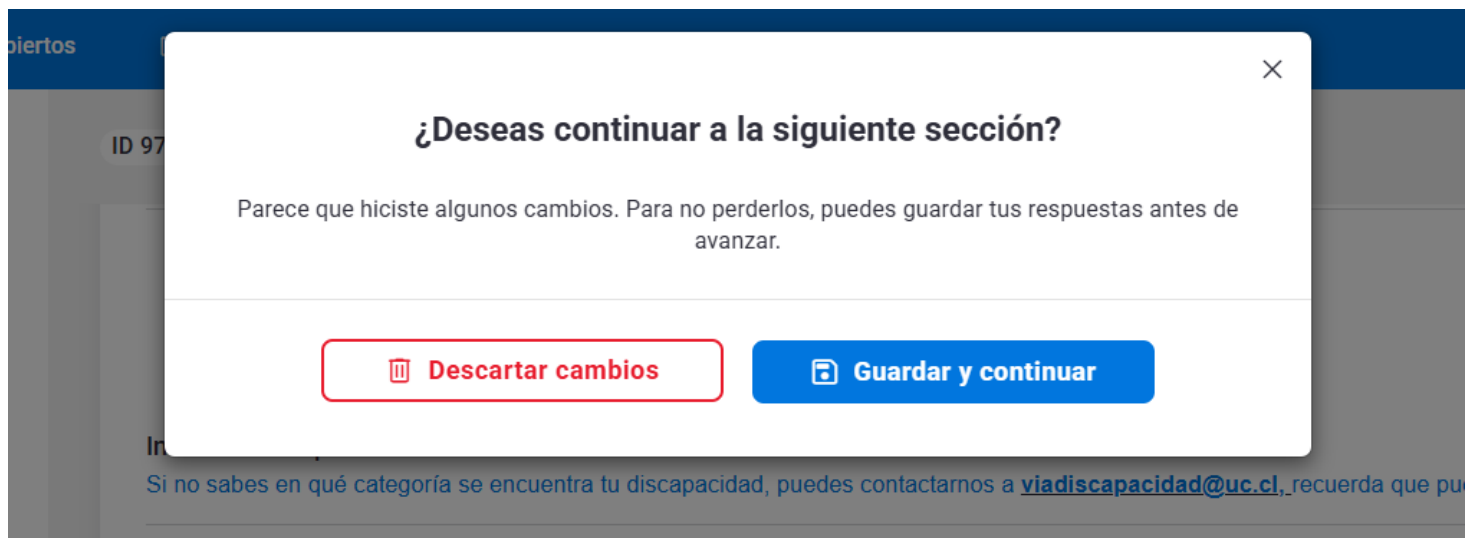 ¿Deseas continuar a la siguiente sección?
ID 97
Parece que hiciste algunos cambios. Para no perderlos, puedes guardar tus respuestas antes de
avanzar.
Descartar cambios
Guardar y continuar
Si no sabes en qué categoría se encuentra tu discapacidad, puedes contactarnos a viadiscapacidad@uc.cl, recuerda que